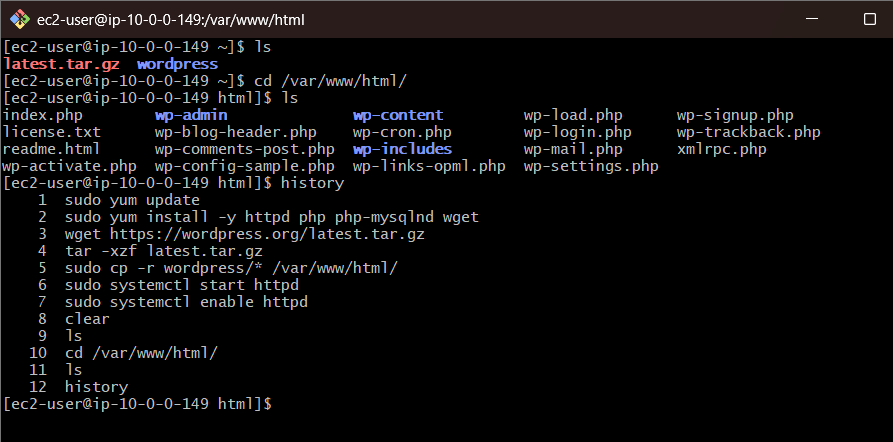 ec2-user@ip-10-0-0-149:/var/www/html
[ec2-user@ip-10-0-0-149 ~]$ ls
latest.tar.gz  wordpress
[ec2-user@ip-10-0-0-149 ~]$ cd /var/www/html/
[ec2-user@ip-10-0-0-149 html]$ ls
index.php        wp-admin              wp-content         wp-load.php      wp-signup.php
license.txt      wp-blog-header.php    wp-cron.php        wp-login.php     wp-trackback.php
readme.html      wp-comments-post.php  wp-includes        wp-mail.php      xmlrpc.php
wp-activate.php  wp-config-sample.php  wp-links-opml.php  wp-settings.php
[ec2-user@ip-10-0-0-149 html]$ history
    1  sudo yum update
    2  sudo yum install -y httpd php php-mysqlnd wget
    3  wget https://wordpress.org/latest.tar.gz
    4  tar -xzf latest.tar.gz
    5  sudo cp -r wordpress/* /var/www/html/
    6  sudo systemctl start httpd
    7  sudo systemctl enable httpd
    8  clear
    9  ls
   10  cd /var/www/html/
   11  ls
   12  history
[ec2-user@ip-10-0-0-149 html]$